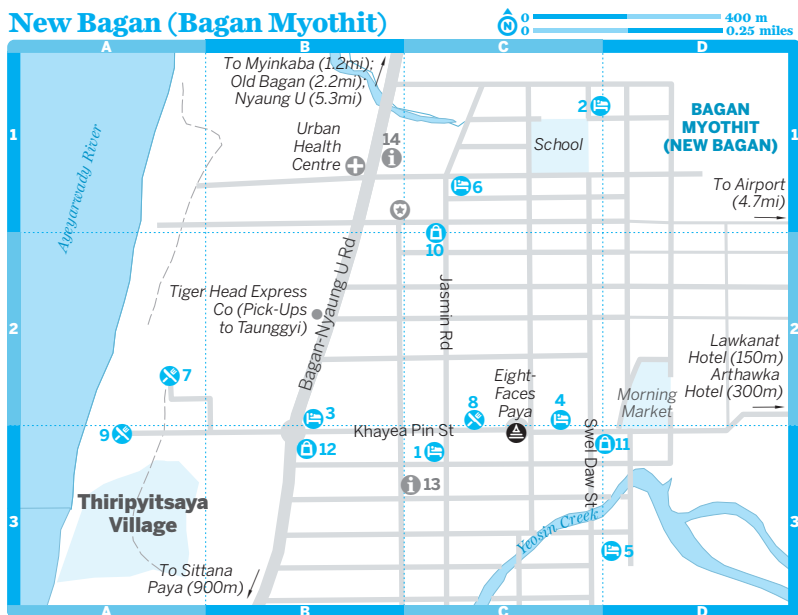 New Bagan (Bagan Myothit)
N
0 400 m
0 0.25 miles
A
B
C
D
1
2
3
1
2
3
A
B
C
D
To Myinkaba (1.2mi);
Old Bagan (2.2mi);
Nyaung U (5.3mi)
Urban
Health
Centre
14
2
School
BAGAN
MYOTHIT
(NEW BAGAN)
6
To Airport
(4.7mi)
Ayeyarwady River
10
Bagan-Nyaung U Rd
Jasmin Rd
Tiger Head Express
Co (Pick-Ups
to Taunggyi)
Lawkanat
Hotel (150m)
Arthawka
Hotel (300m)
7
Eight-
Faces
Paya
8
4
Morning
Market
3
9
Khayea Pin St
Swel Daw St
12
1
11
13
Thiripyitsaya
Village
Yeosin Creek
5
To Sittana
Paya (900m)